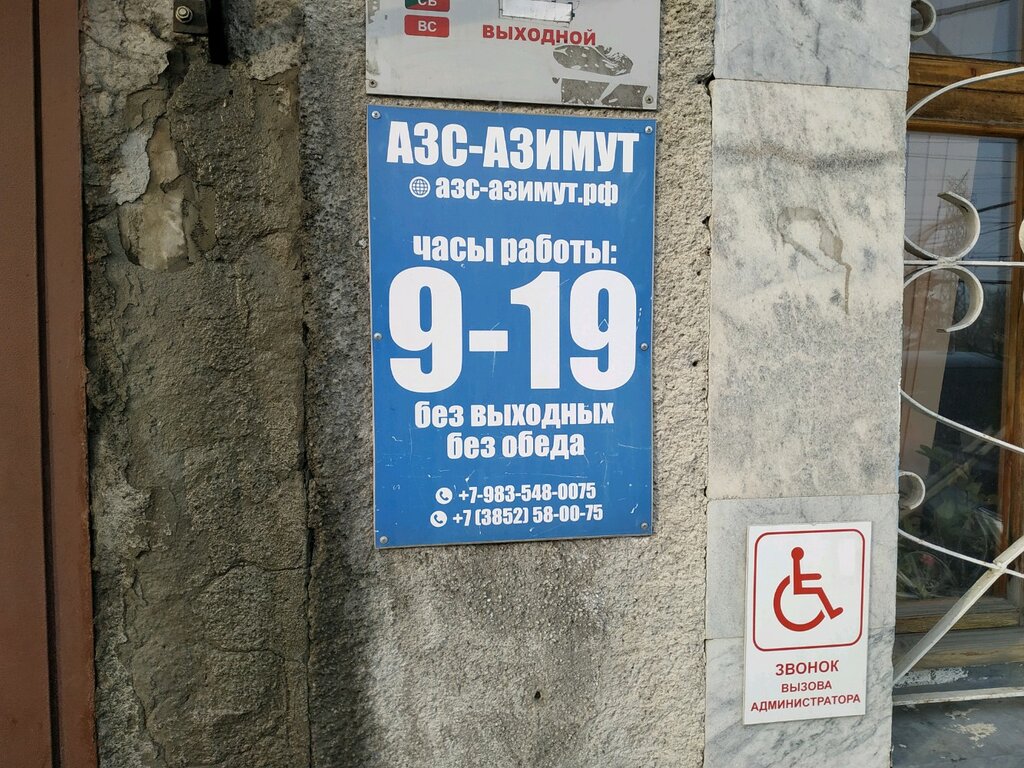 СБ
ВС
ВЫХОДНОЙ
АЗС-АЗИМУТ
азс-азимут.рф
часы работы:
9-19
без выходных
без обеда
+7-983-548-0075
+7 (3852) 58-00-75
ЗВОНОК
ВЫЗОВА
АДМИНИСТРАТОРА